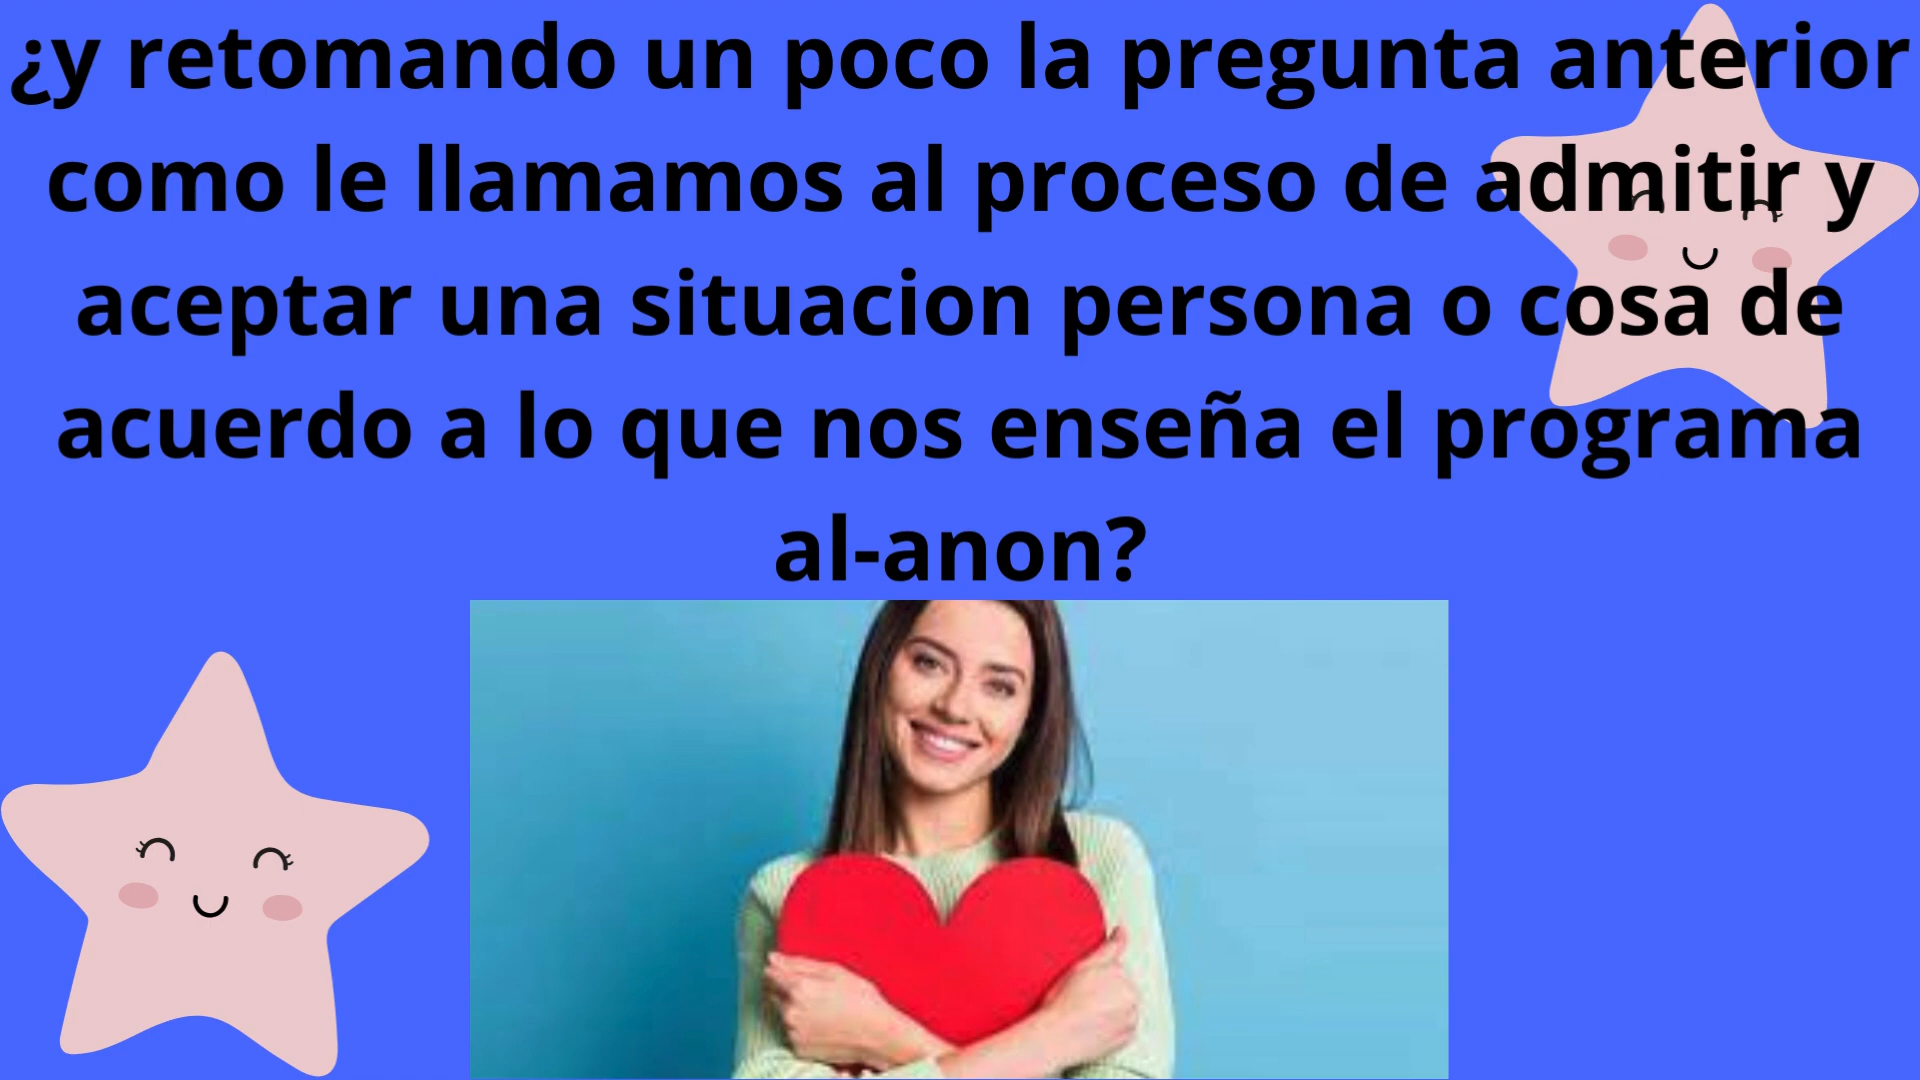 ¿y retomando un poco la pregunta anterior
como le llamamos al proceso de admitir y
aceptar una situacion persona o cosa de
acuerdo a lo que nos enseña el programa
al-anon?